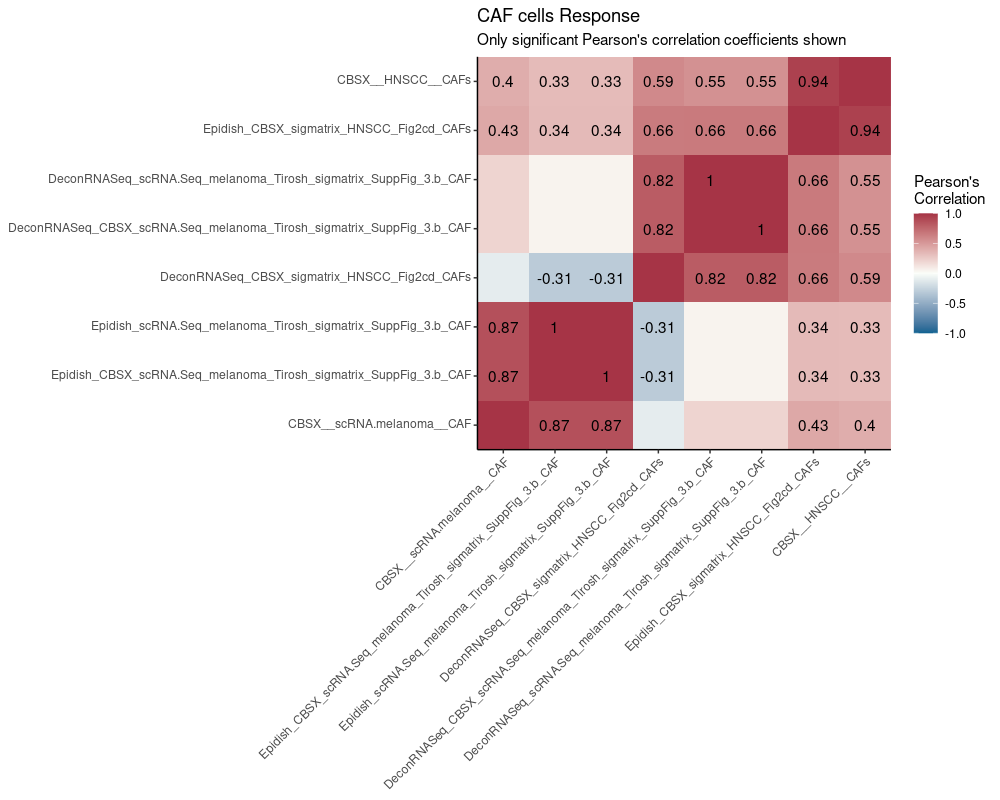 CAF cells Response
Only significant Pearson's correlation coefficients shown
CBSX__HNSCC__CAFs 0.4 0.33 0.33 0.59 0.55 0.55 0.94
Epidish_CBSX_sigmatrix_HNSCC_Fig2cd_CAFs 0.43 0.34 0.34 0.66 0.66 0.66 0.94
DeconRNASeq_scRNA.Seq_melanoma_Tirosh_sigmatrix_SuppFig_3.b_CAF 0.82 1 0.66 0.55
DeconRNASeq_CBSX_scRNA.Seq_melanoma_Tirosh_sigmatrix_SuppFig_3.b_CAF 0.82 1 0.66 0.55
DeconRNASeq_CBSX_sigmatrix_HNSCC_Fig2cd_CAFs -0.31 -0.31 0.82 0.82 0.66 0.59
Epidish_scRNA.Seq_melanoma_Tirosh_sigmatrix_SuppFig_3.b_CAF 0.87 1 -0.31 0.34 0.33
Epidish_CBSX_scRNA.Seq_melanoma_Tirosh_sigmatrix_SuppFig_3.b_CAF 0.87 1 -0.31 0.34 0.33
CBSX__scRNA.melanoma__CAF 0.87 0.87 0.43 0.4
CBSX__scRNA.melanoma__CAF
Epidish_CBSX_scRNA.Seq_melanoma_Tirosh_sigmatrix_SuppFig_3.b_CAF
Epidish_scRNA.Seq_melanoma_Tirosh_sigmatrix_SuppFig_3.b_CAF
DeconRNASeq_CBSX_sigmatrix_HNSCC_Fig2cd_CAFs
DeconRNASeq_CBSX_scRNA.Seq_melanoma_Tirosh_sigmatrix_SuppFig_3.b_CAF
DeconRNASeq_scRNA.Seq_melanoma_Tirosh_sigmatrix_SuppFig_3.b_CAF
Epidish_CBSX_sigmatrix_HNSCC_Fig2cd_CAFs
CBSX__HNSCC__CAFs
Pearson's
Correlation
1.0
0.5
0.0
-0.5
-1.0